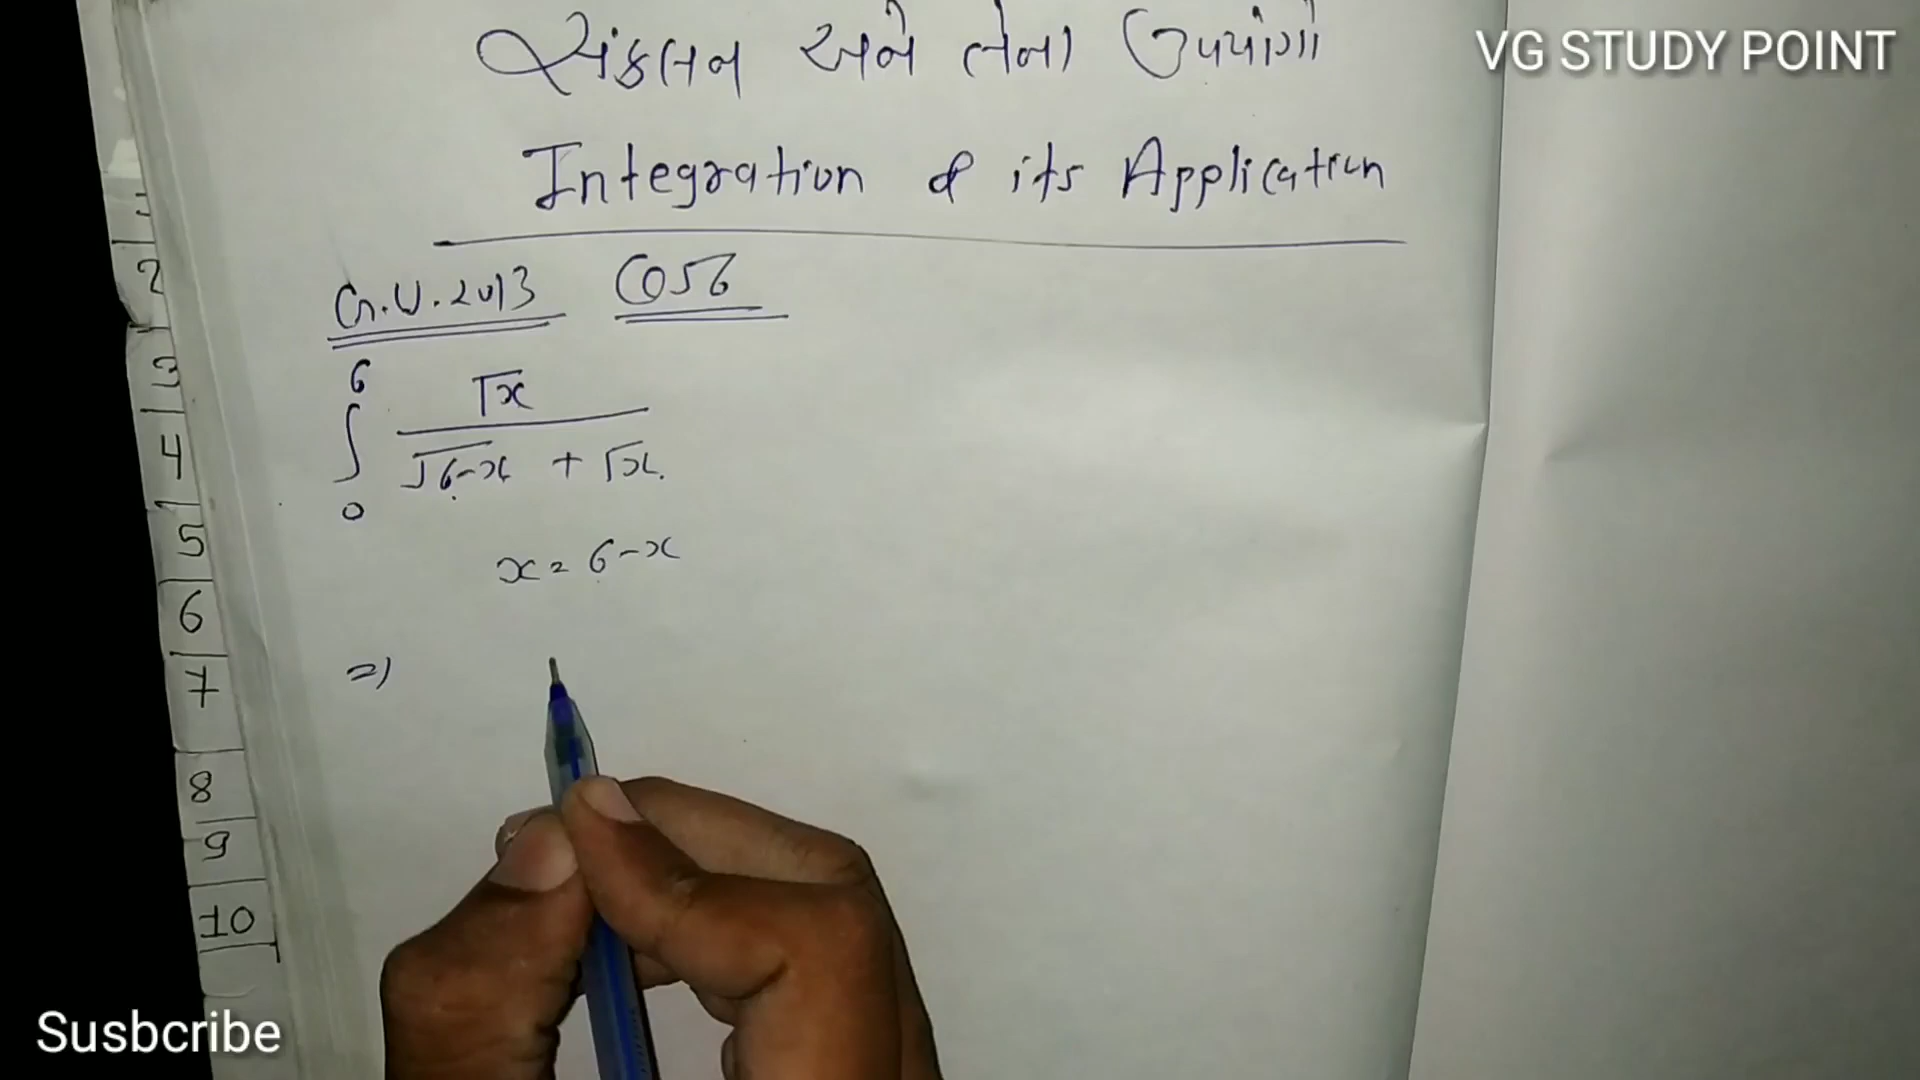 સંકલન અને તેના ઉપયોગો
VG STUDY POINT
Integration & its Application
G.U.2013 COS6
6
∫ √x
√6-x + √x
0
x = 6-x
=)
2
3
4
5
6
7
8
9
10
Susbcribe